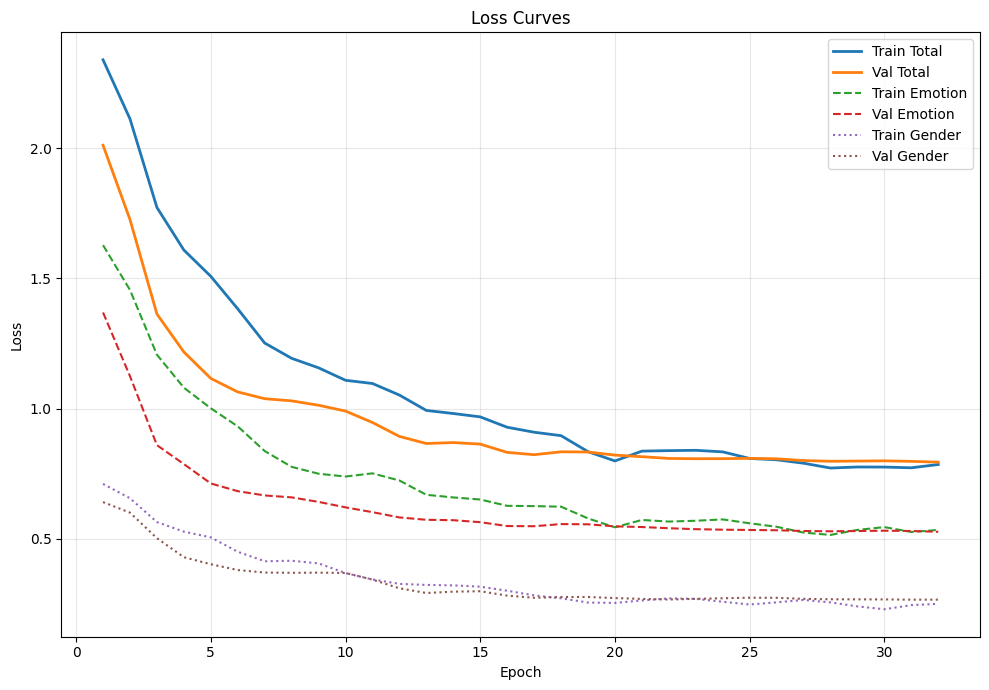 Loss Curves
Train Total
Val Total
Train Emotion
Val Emotion
Train Gender
Val Gender
2.0
1.5
1.0
0.5
Loss
0 5 10 15 20 25 30
Epoch